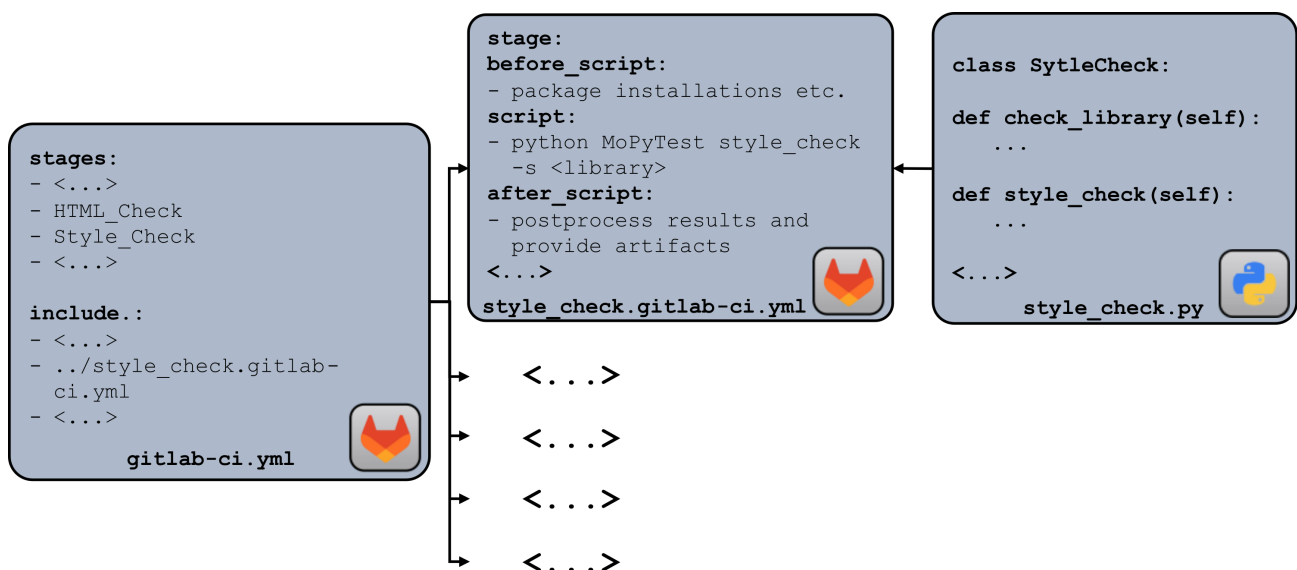 stages:
- <...>
- HTML_Check
- Style_Check
- <...>
include.:
- <...>
- ../style_check.gitlab-
ci.yml
- <...>
gitlab-ci.yml
stage:
before_script:
- package installations etc.
script:
- python MoPyTest style_check
-s <library>
after_script:
- postprocess results and
provide artifacts
<...>
style_check.gitlab-ci.yml
class SytleCheck:
def check_library(self):
...
def style_check(self):
...
<...>
style_check.py
<...>
<...>
<...>
<...>